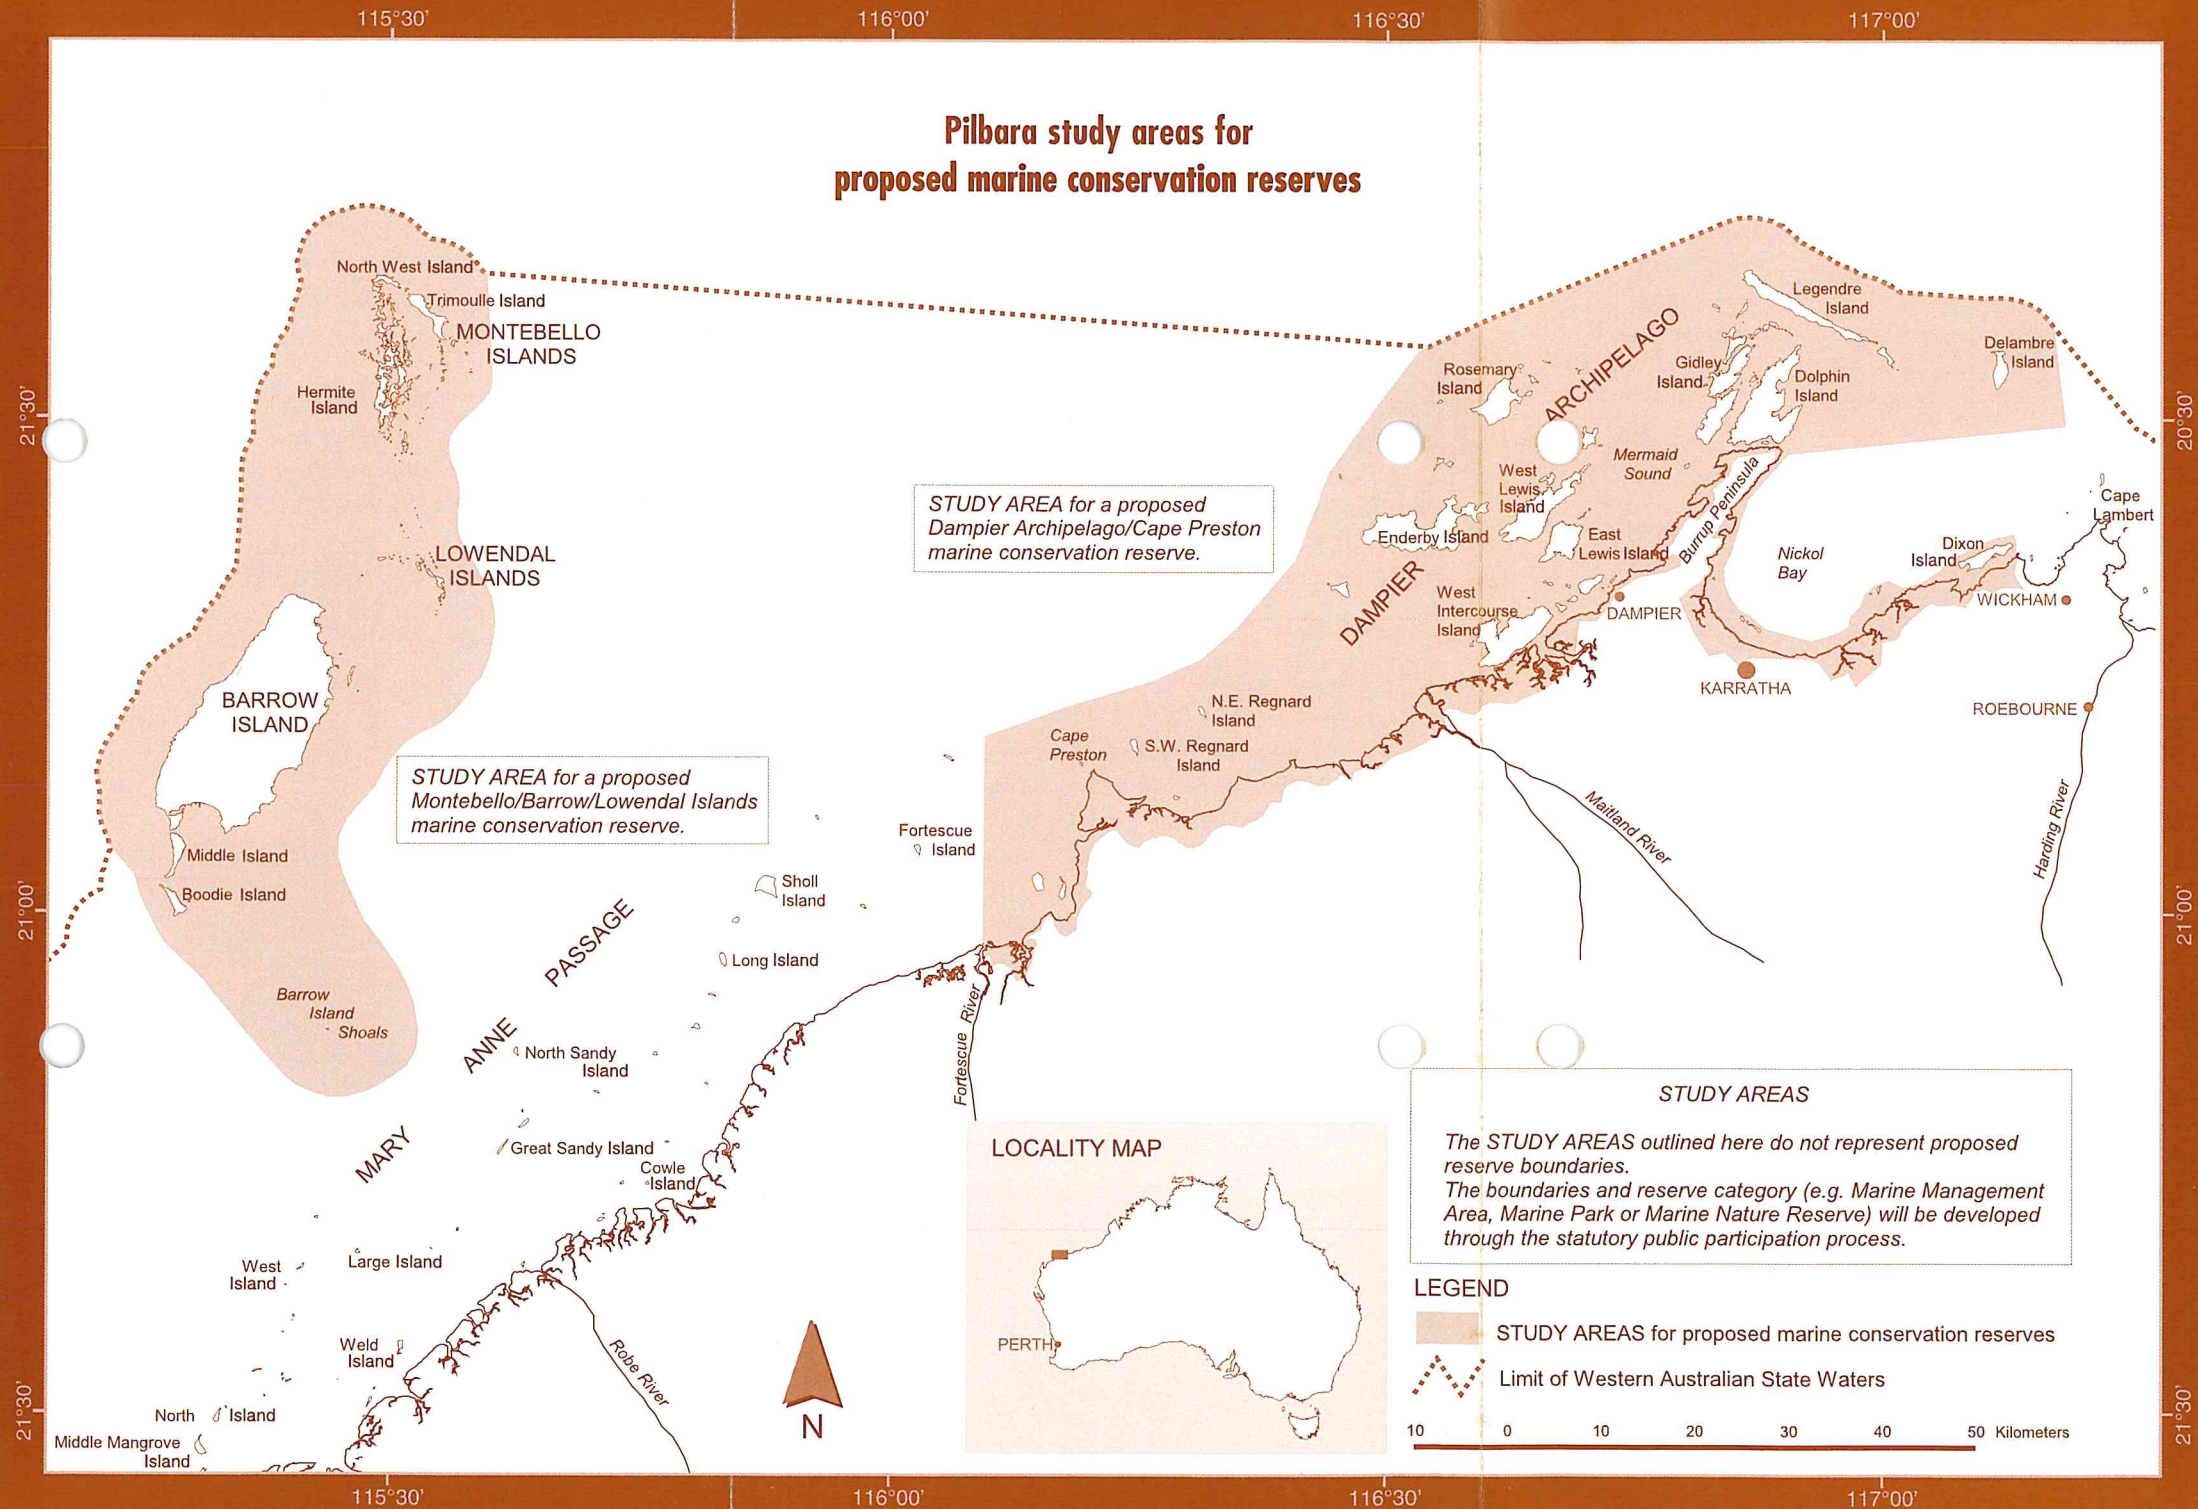 115°30'
116°00'
116°30'
117°00'
Pilbara study areas for
proposed marine conservation reserves
North West Island
Trimoulle Island
MONTEBELLO
ISLANDS
Hermite
Island
21°30'
20°30'
Legendre
Island
Delambre
Island
Rosemary
Island
ARCHIPELAGO
Gidley
Island
Dolphin
Island
Mermaid
Sound
West
Lewis
Island
Enderby Island
East
Lewis Island
Burrup Peninsula
Nickol
Bay
Cape
Lambert
Dixon
Island
WICKHAM
STUDY AREA for a proposed
Dampier Archipelago/Cape Preston
marine conservation reserve.
LOWENDAL
ISLANDS
DAMPIER
West
Intercourse
Island
DAMPIER
KARRATHA
ROEBOURNE
BARROW
ISLAND
N.E. Regnard
Island
Cape
Preston
S.W. Regnard
Island
STUDY AREA for a proposed
Montebello/Barrow/Lowendal Islands
marine conservation reserve.
Maitland River
Harding River
Fortescue
Island
Middle Island
Boodie Island
Sholl
Island
21°00'
21°00'
PASSAGE
Long Island
Barrow
Island
Shoals
ANNE
North Sandy
Island
Fortescue River
MARY
Great Sandy Island
Cowle
Island
West
Island
Large Island
Weld
Island
Robe River
North Island
Middle Mangrove
Island
N
LOCALITY MAP
PERTH
STUDY AREAS
The STUDY AREAS outlined here do not represent proposed
reserve boundaries.
The boundaries and reserve category (e.g. Marine Management
Area, Marine Park or Marine Nature Reserve) will be developed
through the statutory public participation process.
LEGEND
STUDY AREAS for proposed marine conservation reserves
Limit of Western Australian State Waters
10 0 10 20 30 40 50 Kilometers
21°30'
21°30'
115°30'
116°00'
116°30'
117°00'